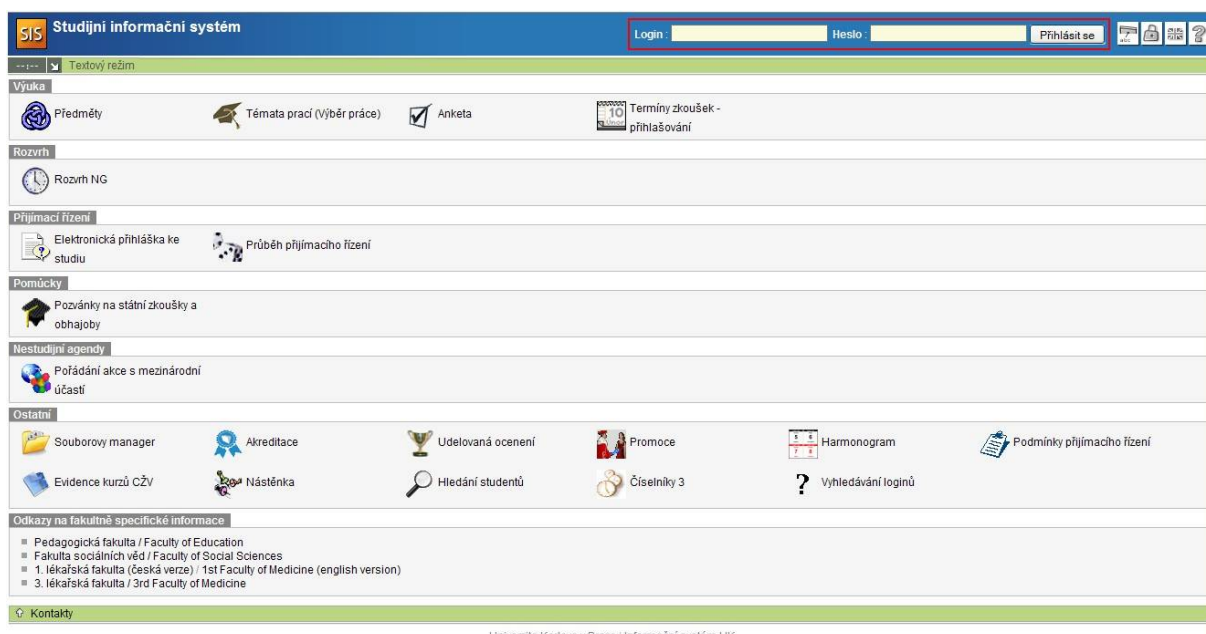 SIS Studijní informační systém
Login : Heslo : Přihlásit se
--:-- Textový režim
Výuka
Předměty Témata prací (Výběr práce) Anketa Termíny zkoušek -
přihlašování
Rozvrh
Rozvrh NG
Přijímací řízení
Elektronická přihláška ke
studiu
Průběh přijímacího řízení
Pomůcky
Pozvánky na státní zkoušky a
obhajoby
Nestudijní agendy
Pořádání akce s mezinárodní
účastí
Ostatní
Souborovy manager Akreditace Udelovaná ocenení Promoce Harmonogram Podmínky přijímacího řízení
Evidence kurzů CŽV Nástěnka Hledání studentů Číselníky 3 ? Vyhledávání loginů
Odkazy na fakultně specifické informace
Pedagogická fakulta / Faculty of Education
Fakulta sociálních věd / Faculty of Social Sciences
1. lékařská fakulta (česká verze) / 1st Faculty of Medicine (english version)
3. lékařská fakulta / 3rd Faculty of Medicine
Kontakty